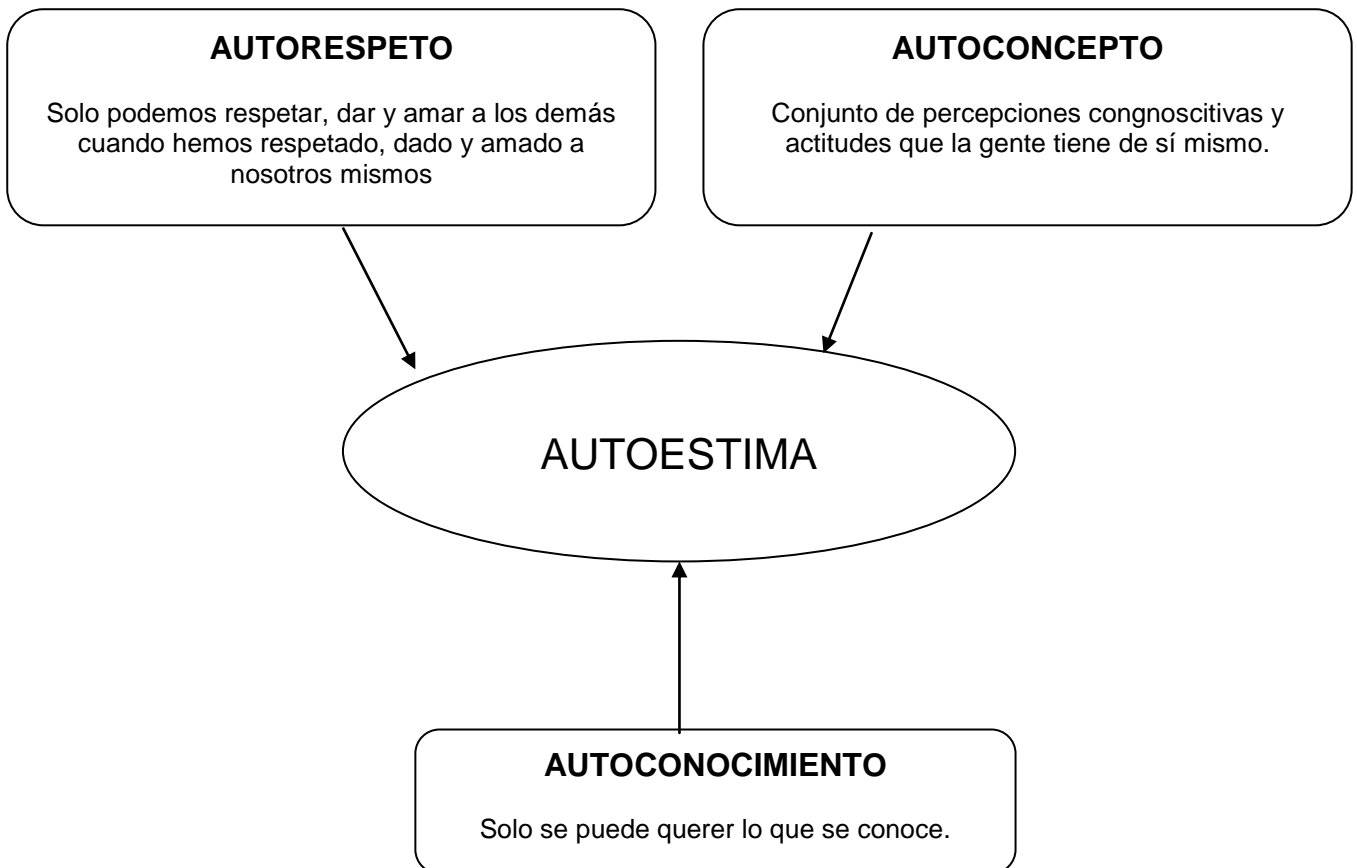 AUTORESPETO
Solo podemos respetar, dar y amar a los demás
cuando hemos respetado, dado y amado a
nosotros mismos
AUTOCONCEPTO
Conjunto de percepciones congnoscitivas y
actitudes que la gente tiene de sí mismo.
AUTOESTIMA
AUTOCONOCIMIENTO
Solo se puede querer lo que se conoce.